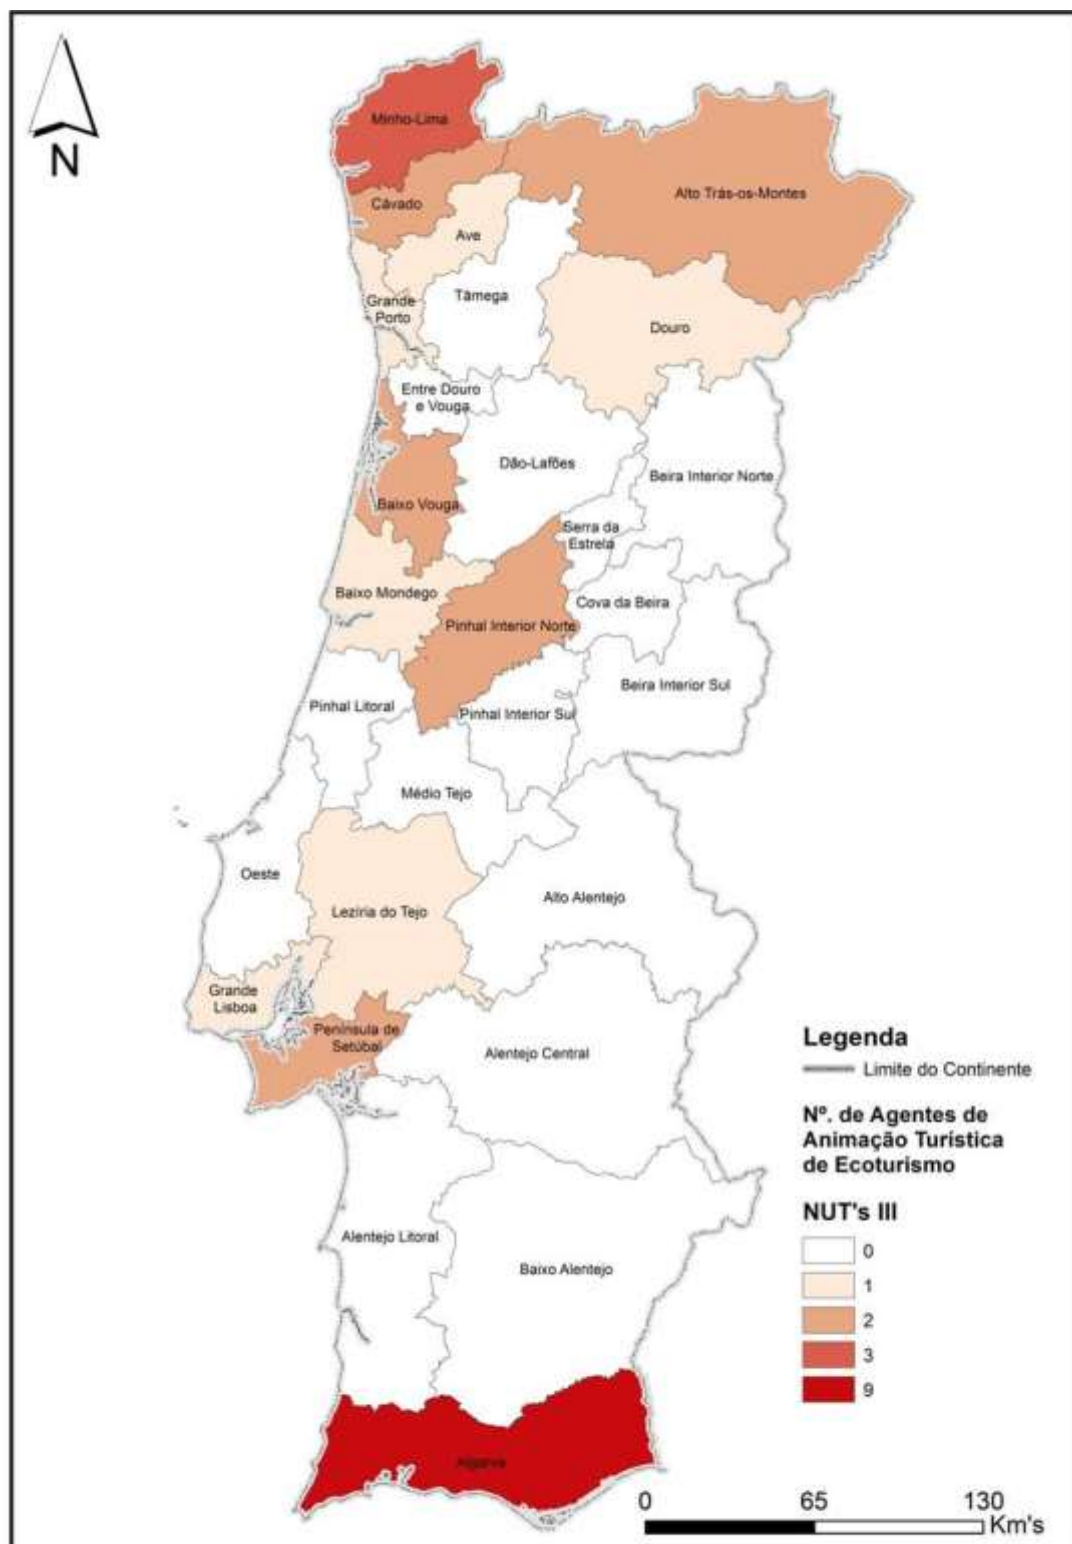 N
Minho-Lima
Alto Trás-os-Montes
Cávado
Ave
Tâmega
Grande
Porto
Douro
Entre Douro
e Vouga
Dão-Lafões
Beira Interior Norte
Baixo Vouga
Serra da
Estrela
Baixo Mondego
Cova da Beira
Pinhal Interior Norte
Beira Interior Sul
Pinhal Litoral
Pinhal Interior Sul
Médio Tejo
Oeste
Alto Alentejo
Lezíria do Tejo
Grande
Lisboa
Península de
Setúbal
Alentejo Central
Alentejo Litoral
Baixo Alentejo
Algarve
Legenda
Limite do Continente
Nº. de Agentes de
Animação Turística
de Ecoturismo
NUT's III
0
1
2
3
9
0 65 130
Km's